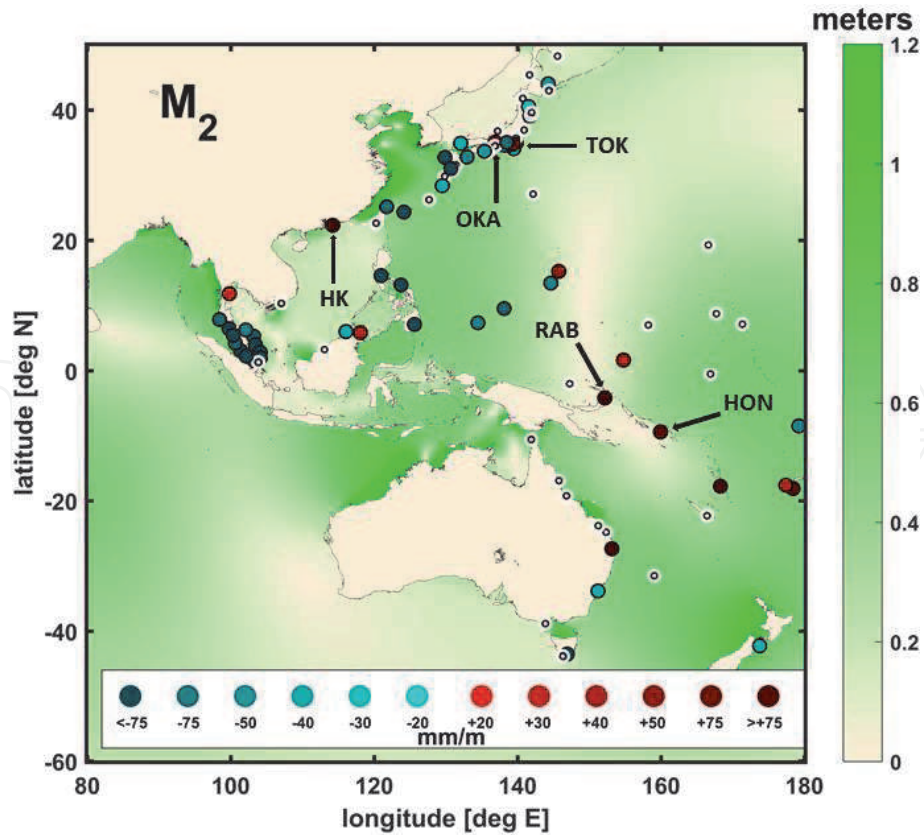 meters
M2
40
20
0
-20
-40
-60
80
100
120
140
160
180
latitude [deg N]
longitude [deg E]
TOK
OKA
HK
RAB
HON
<-75 -75 -50 -40 -30 -20 +20 +30 +40 +50 +75 >+75
mm/m
1.2
1
0.8
0.6
0.4
0.2
0